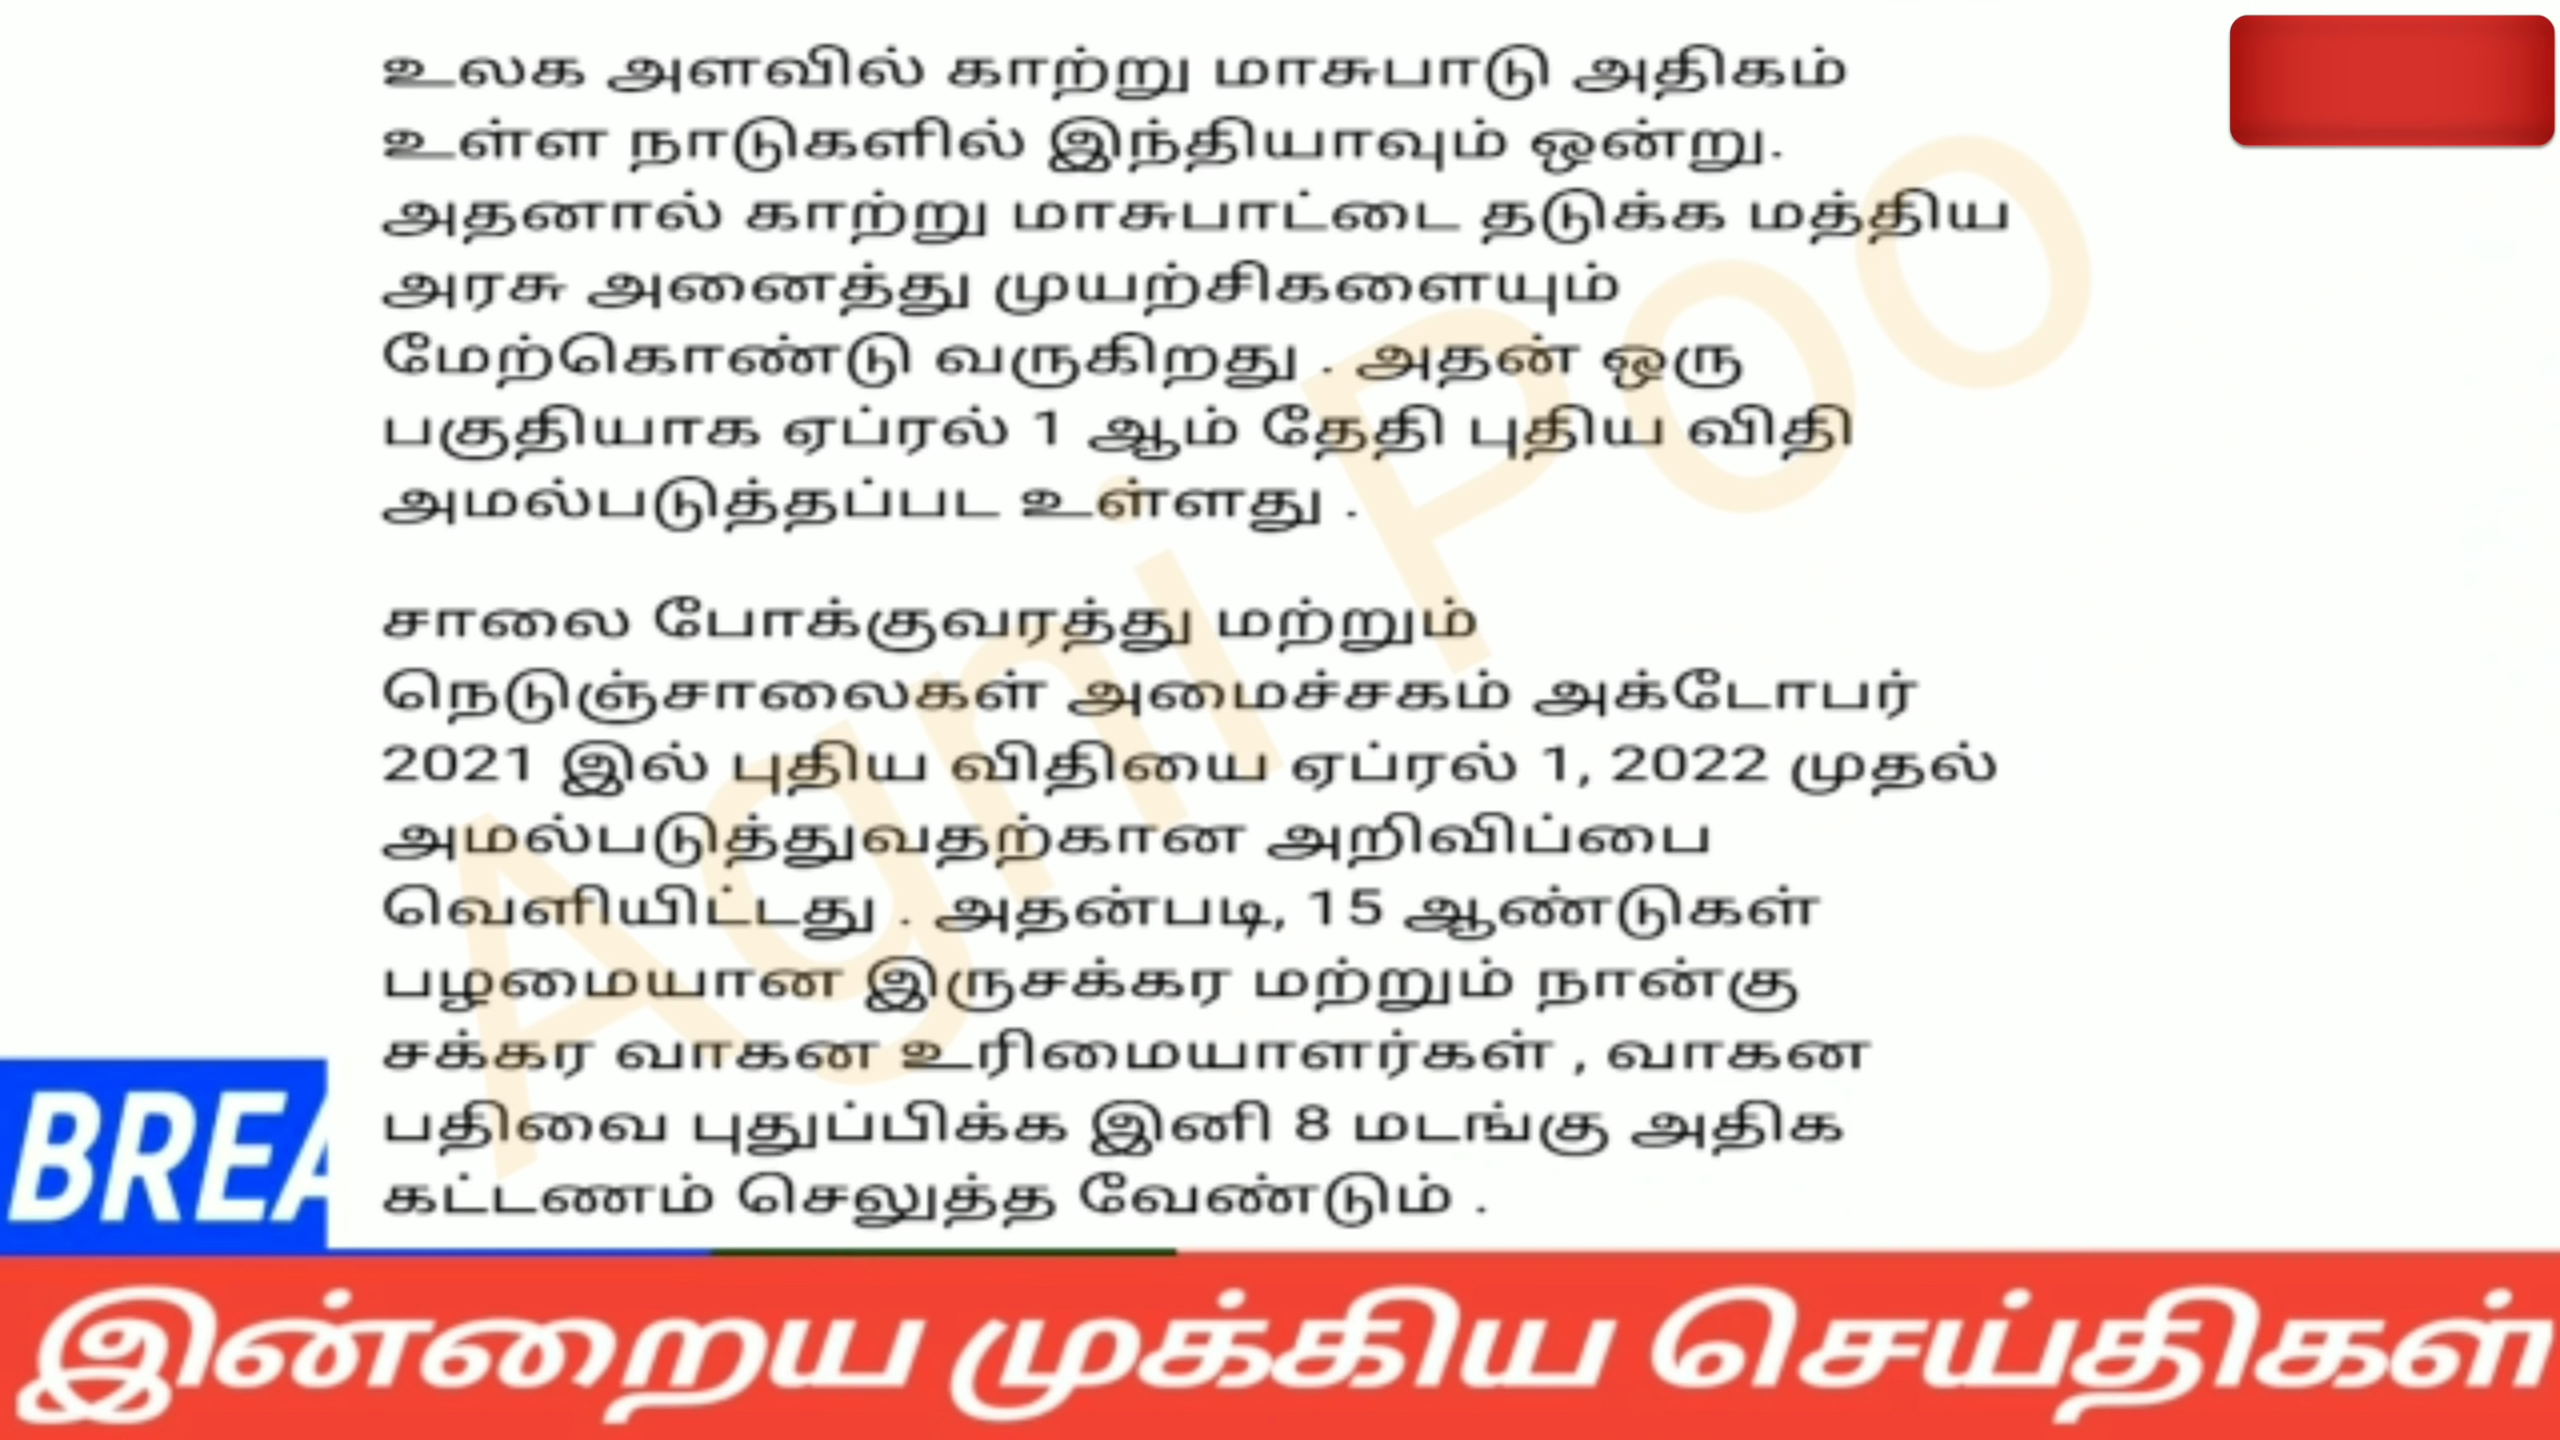 உலக அளவில் காற்று மாசுபாடு அதிகம்
உள்ள நாடுகளில் இந்தியாவும் ஒன்று.
அதனால் காற்று மாசுபாட்டை தடுக்க மத்திய
அரசு அனைத்து முயற்சிகளையும்
மேற்கொண்டு வருகிறது . அதன் ஒரு
பகுதியாக ஏப்ரல் 1 ஆம் தேதி புதிய விதி
அமல்படுத்தப்பட உள்ளது .
சாலை போக்குவரத்து மற்றும்
நெடுஞ்சாலைகள் அமைச்சகம் அக்டோபர்
2021 இல் புதிய விதியை ஏப்ரல் 1, 2022 முதல்
அமல்படுத்துவதற்கான அறிவிப்பை
வெளியிட்டது . அதன்படி, 15 ஆண்டுகள்
பழமையான இருசக்கர மற்றும் நான்கு
சக்கர வாகன உரிமையாளர்கள் , வாகன
பதிவை புதுப்பிக்க இனி 8 மடங்கு அதிக
கட்டணம் செலுத்த வேண்டும் .
Agni Poo
BREA
இன்றைய முக்கிய செய்திகள்